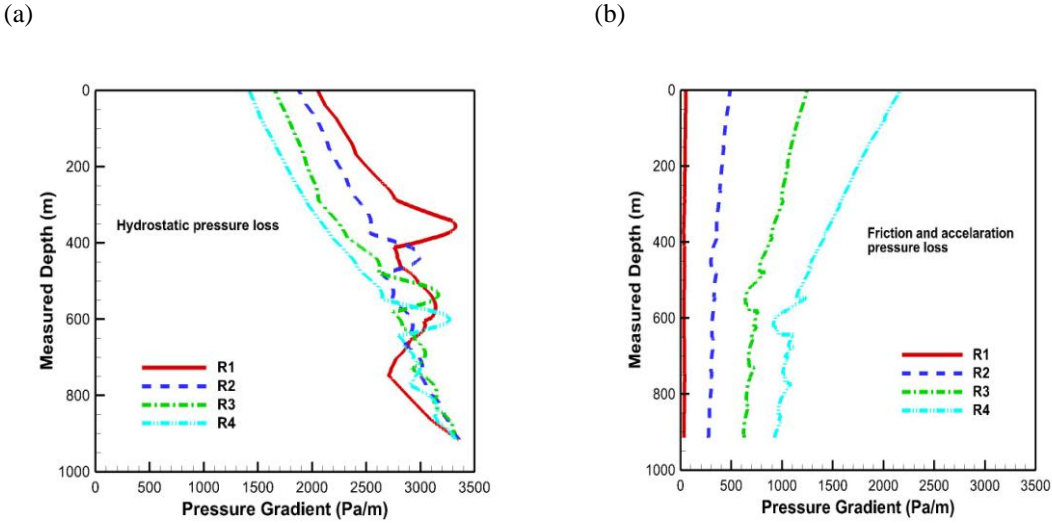 (a)
(b)
0
200
400
600
800
1000
Measured Depth (m)
Hydrostatic pressure loss
R1
R2
R3
R4
0 500 1000 1500 2000 2500 3000 3500
Pressure Gradient (Pa/m)
0
200
400
600
800
1000
Measured Depth (m)
Friction and accelaration
pressure loss
R1
R2
R3
R4
0 500 1000 1500 2000 2500 3000 3500
Pressure Gradient (Pa/m)